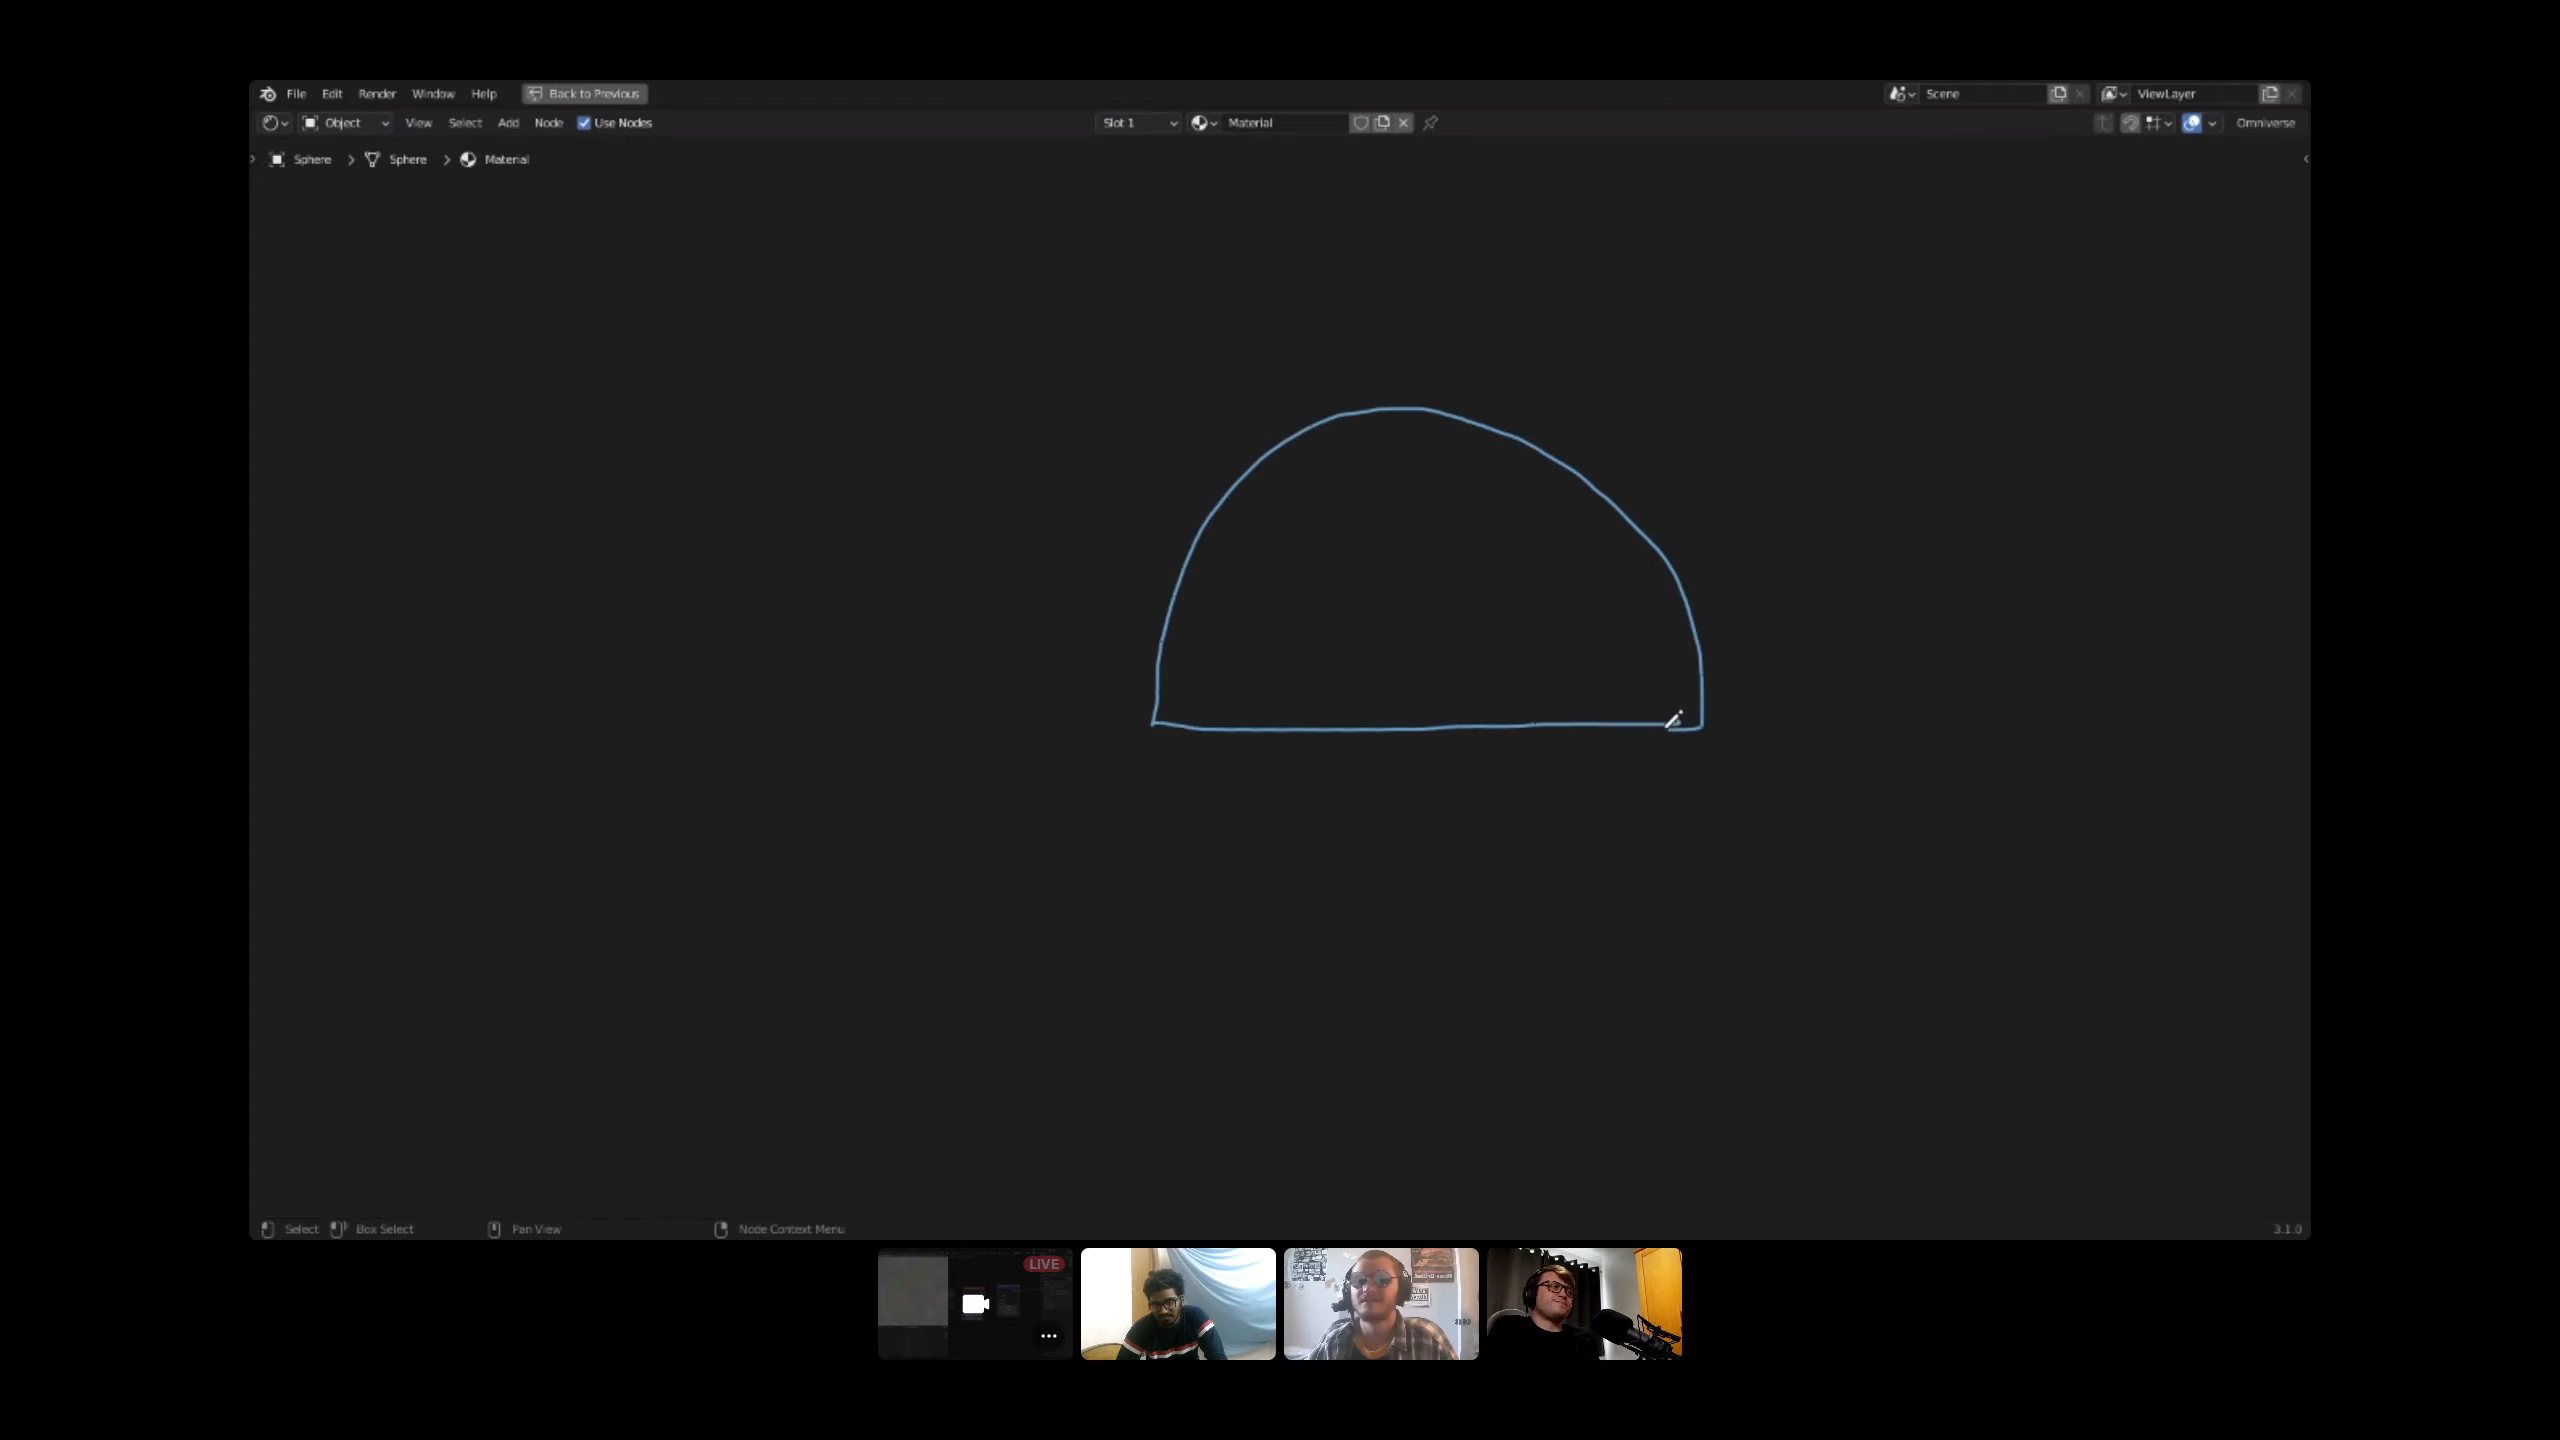 File Edit Render Window Help Back to Previous Scene ViewLayer
Object View Select Add Node Use Nodes Slot 1 Material Omniverse
Sphere > Sphere > Material
Select Box Select Pan View Node Context Menu 3.1.0
LIVE